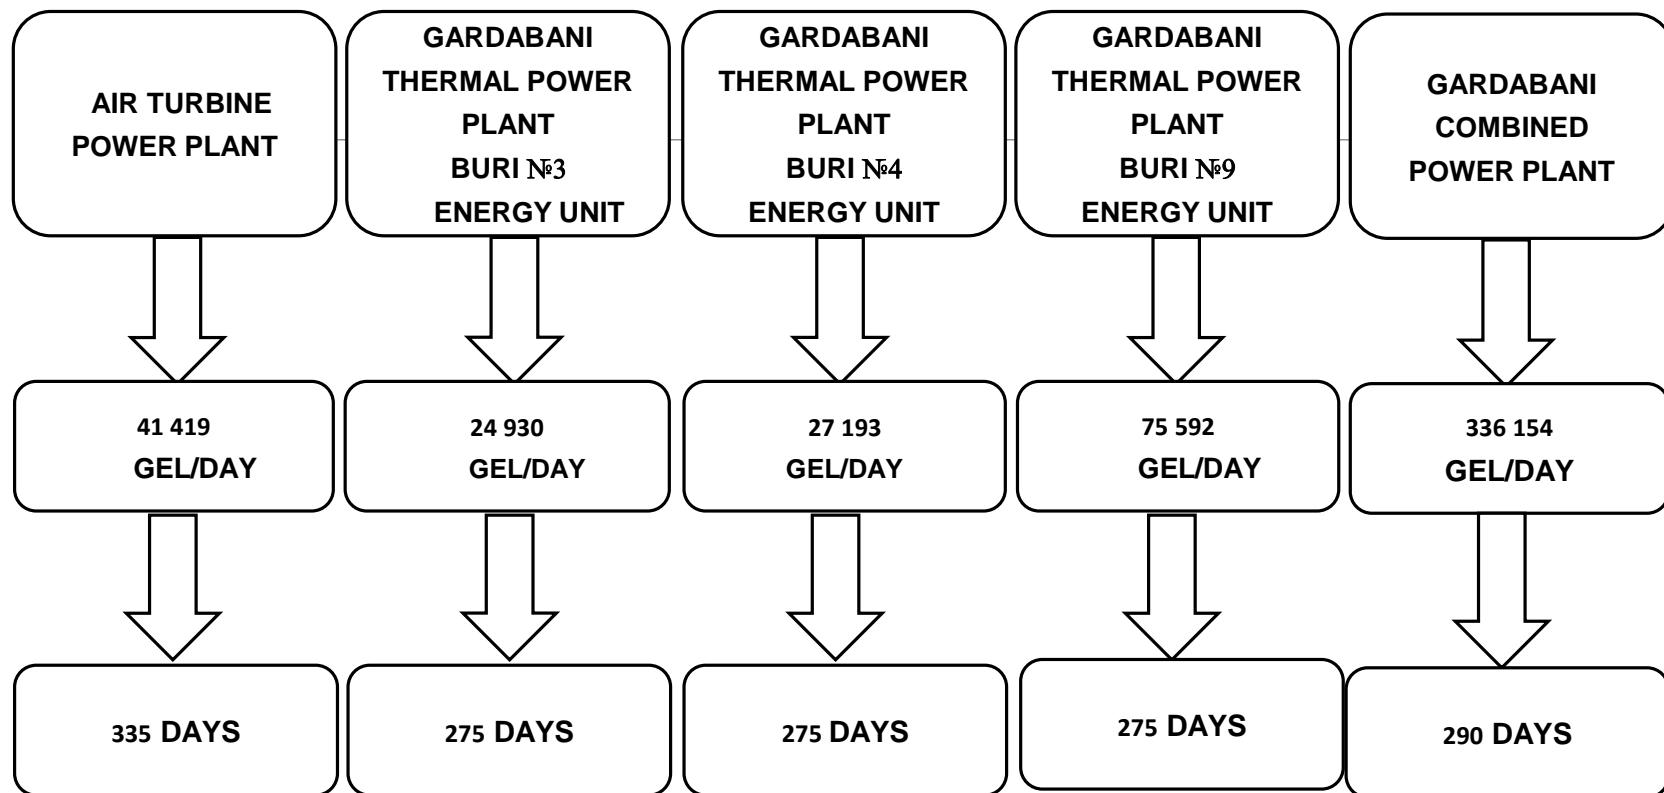 AIR TURBINE
POWER PLANT
GARDABANI
THERMAL POWER
PLANT
BURI №3
ENERGY UNIT
GARDABANI
THERMAL POWER
PLANT
BURI №4
ENERGY UNIT
GARDABANI
THERMAL POWER
PLANT
BURI №9
ENERGY UNIT
GARDABANI
COMBINED
POWER PLANT
41 419
GEL/DAY
24 930
GEL/DAY
27 193
GEL/DAY
75 592
GEL/DAY
336 154
GEL/DAY
335 DAYS
275 DAYS
275 DAYS
275 DAYS
290 DAYS